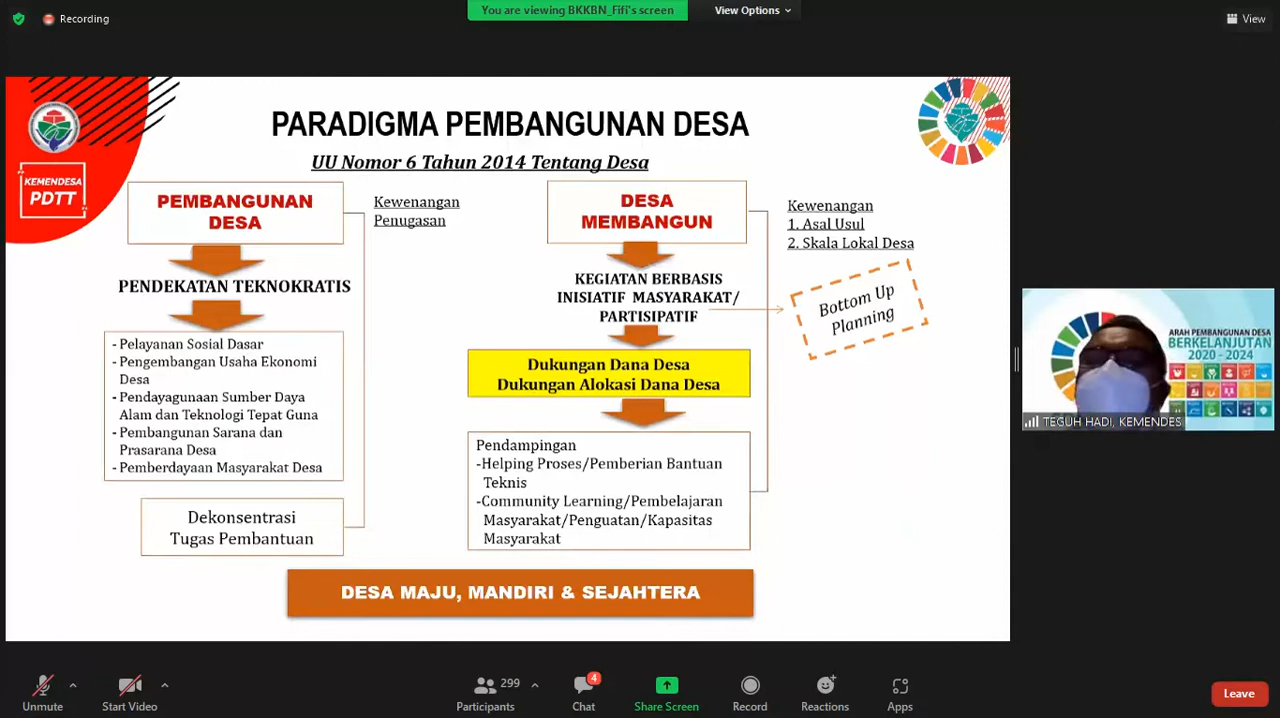 Recording
You are viewing BKKBN_Fifi's screen
View Options
View
KEMENDESA
PDTT
PARADIGMA PEMBANGUNAN DESA
UU Nomor 6 Tahun 2014 Tentang Desa
PEMBANGUNAN
DESA
Kewenangan
Penugasan
PENDEKATAN TEKNOKRATIS
- Pelayanan Sosial Dasar
- Pengembangan Usaha Ekonomi
Desa
- Pendayagunaan Sumber Daya
Alam dan Teknologi Tepat Guna
- Pembangunan Sarana dan
Prasarana Desa
- Pemberdayaan Masyarakat Desa
Dekonsentrasi
Tugas Pembantuan
DESA
MEMBANGUN
Kewenangan
1. Asal Usul
2. Skala Lokal Desa
KEGIATAN BERBASIS
INISIATIF MASYARAKAT/
PARTISIPATIF
Bottom Up
Planning
Dukungan Dana Desa
Dukungan Alokasi Dana Desa
Pendampingan
-Helping Proses/Pemberian Bantuan
Teknis
-Community Learning/Pembelajaran
Masyarakat/Penguatan/Kapasitas
Masyarakat
DESA MAJU, MANDIRI & SEJAHTERA
ARAH PEMBANGUNAN DESA
BERKELANJUTAN
2020 - 2024
TEGUH HADI, KEMENDES
Unmute
Start Video
299
Participants
4
Chat
Share Screen
Record
Reactions
Apps
Leave